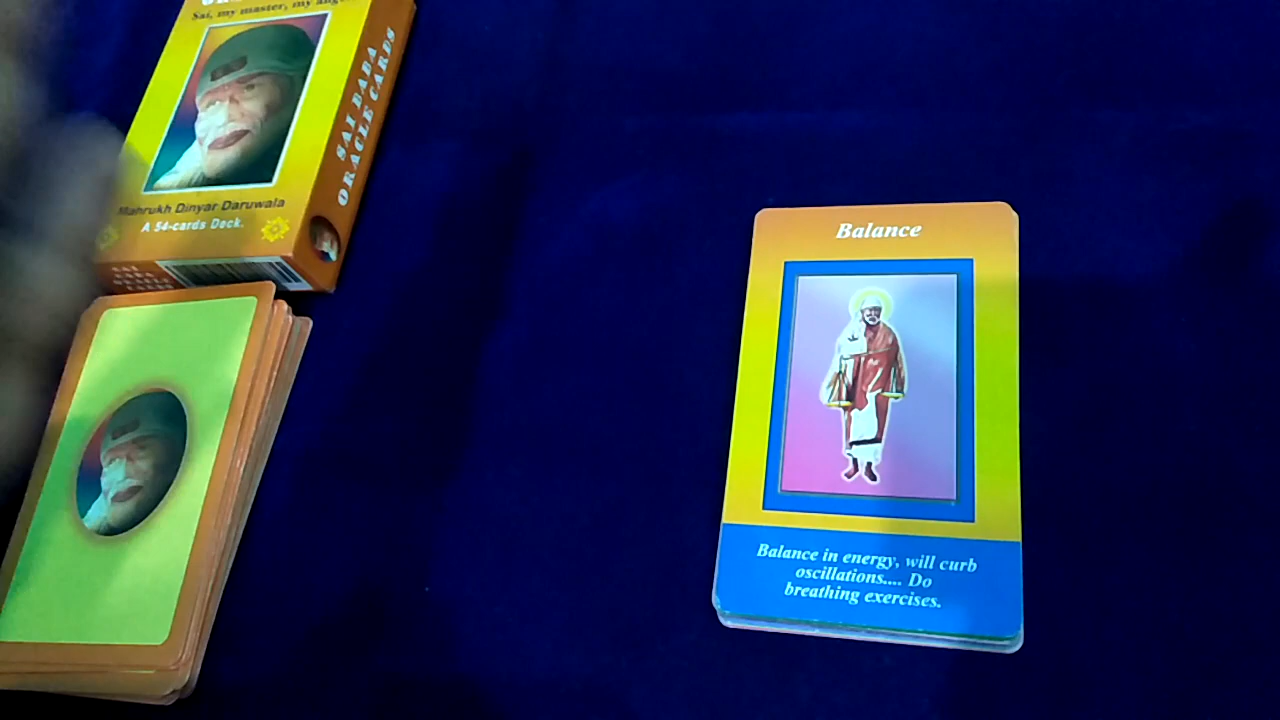 Sai, my master, my
Mahrukh Dinyar Daruwala
A 54-cards Deck.
SAI BABA
ORACLE CARDS
Balance
Balance in energy, will curb
oscillations.... Do
breathing exercises.